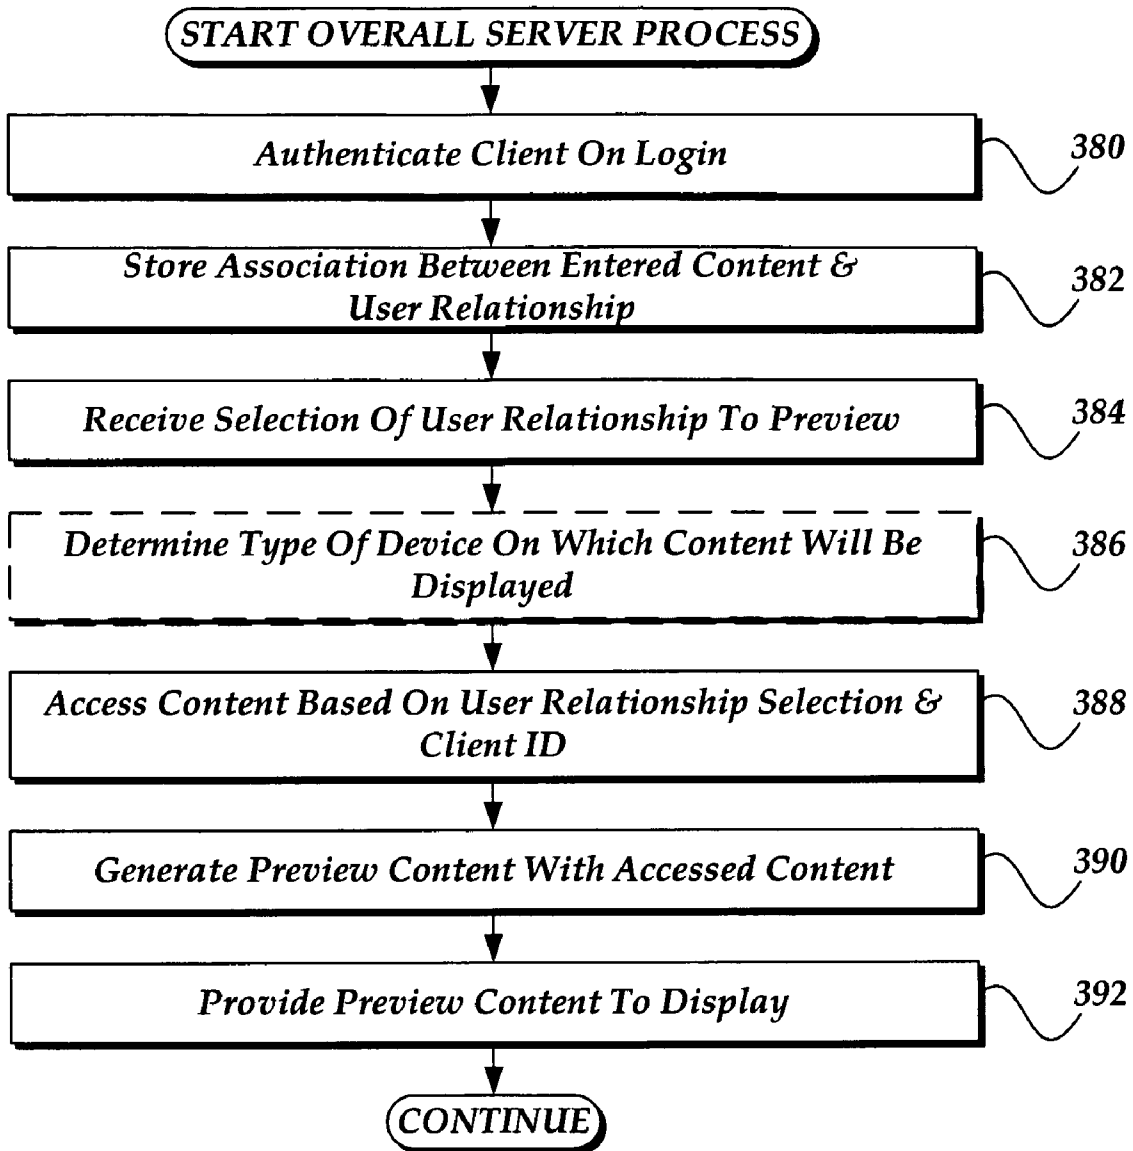 START OVERALL SERVER PROCESS
Authenticate Client On Login
380
Store Association Between Entered Content &
User Relationship
382
Receive Selection Of User Relationship To Preview
384
Determine Type Of Device On Which Content Will Be
Displayed
386
Access Content Based On User Relationship Selection &
Client ID
388
Generate Preview Content With Accessed Content
390
Provide Preview Content To Display
392
CONTINUE